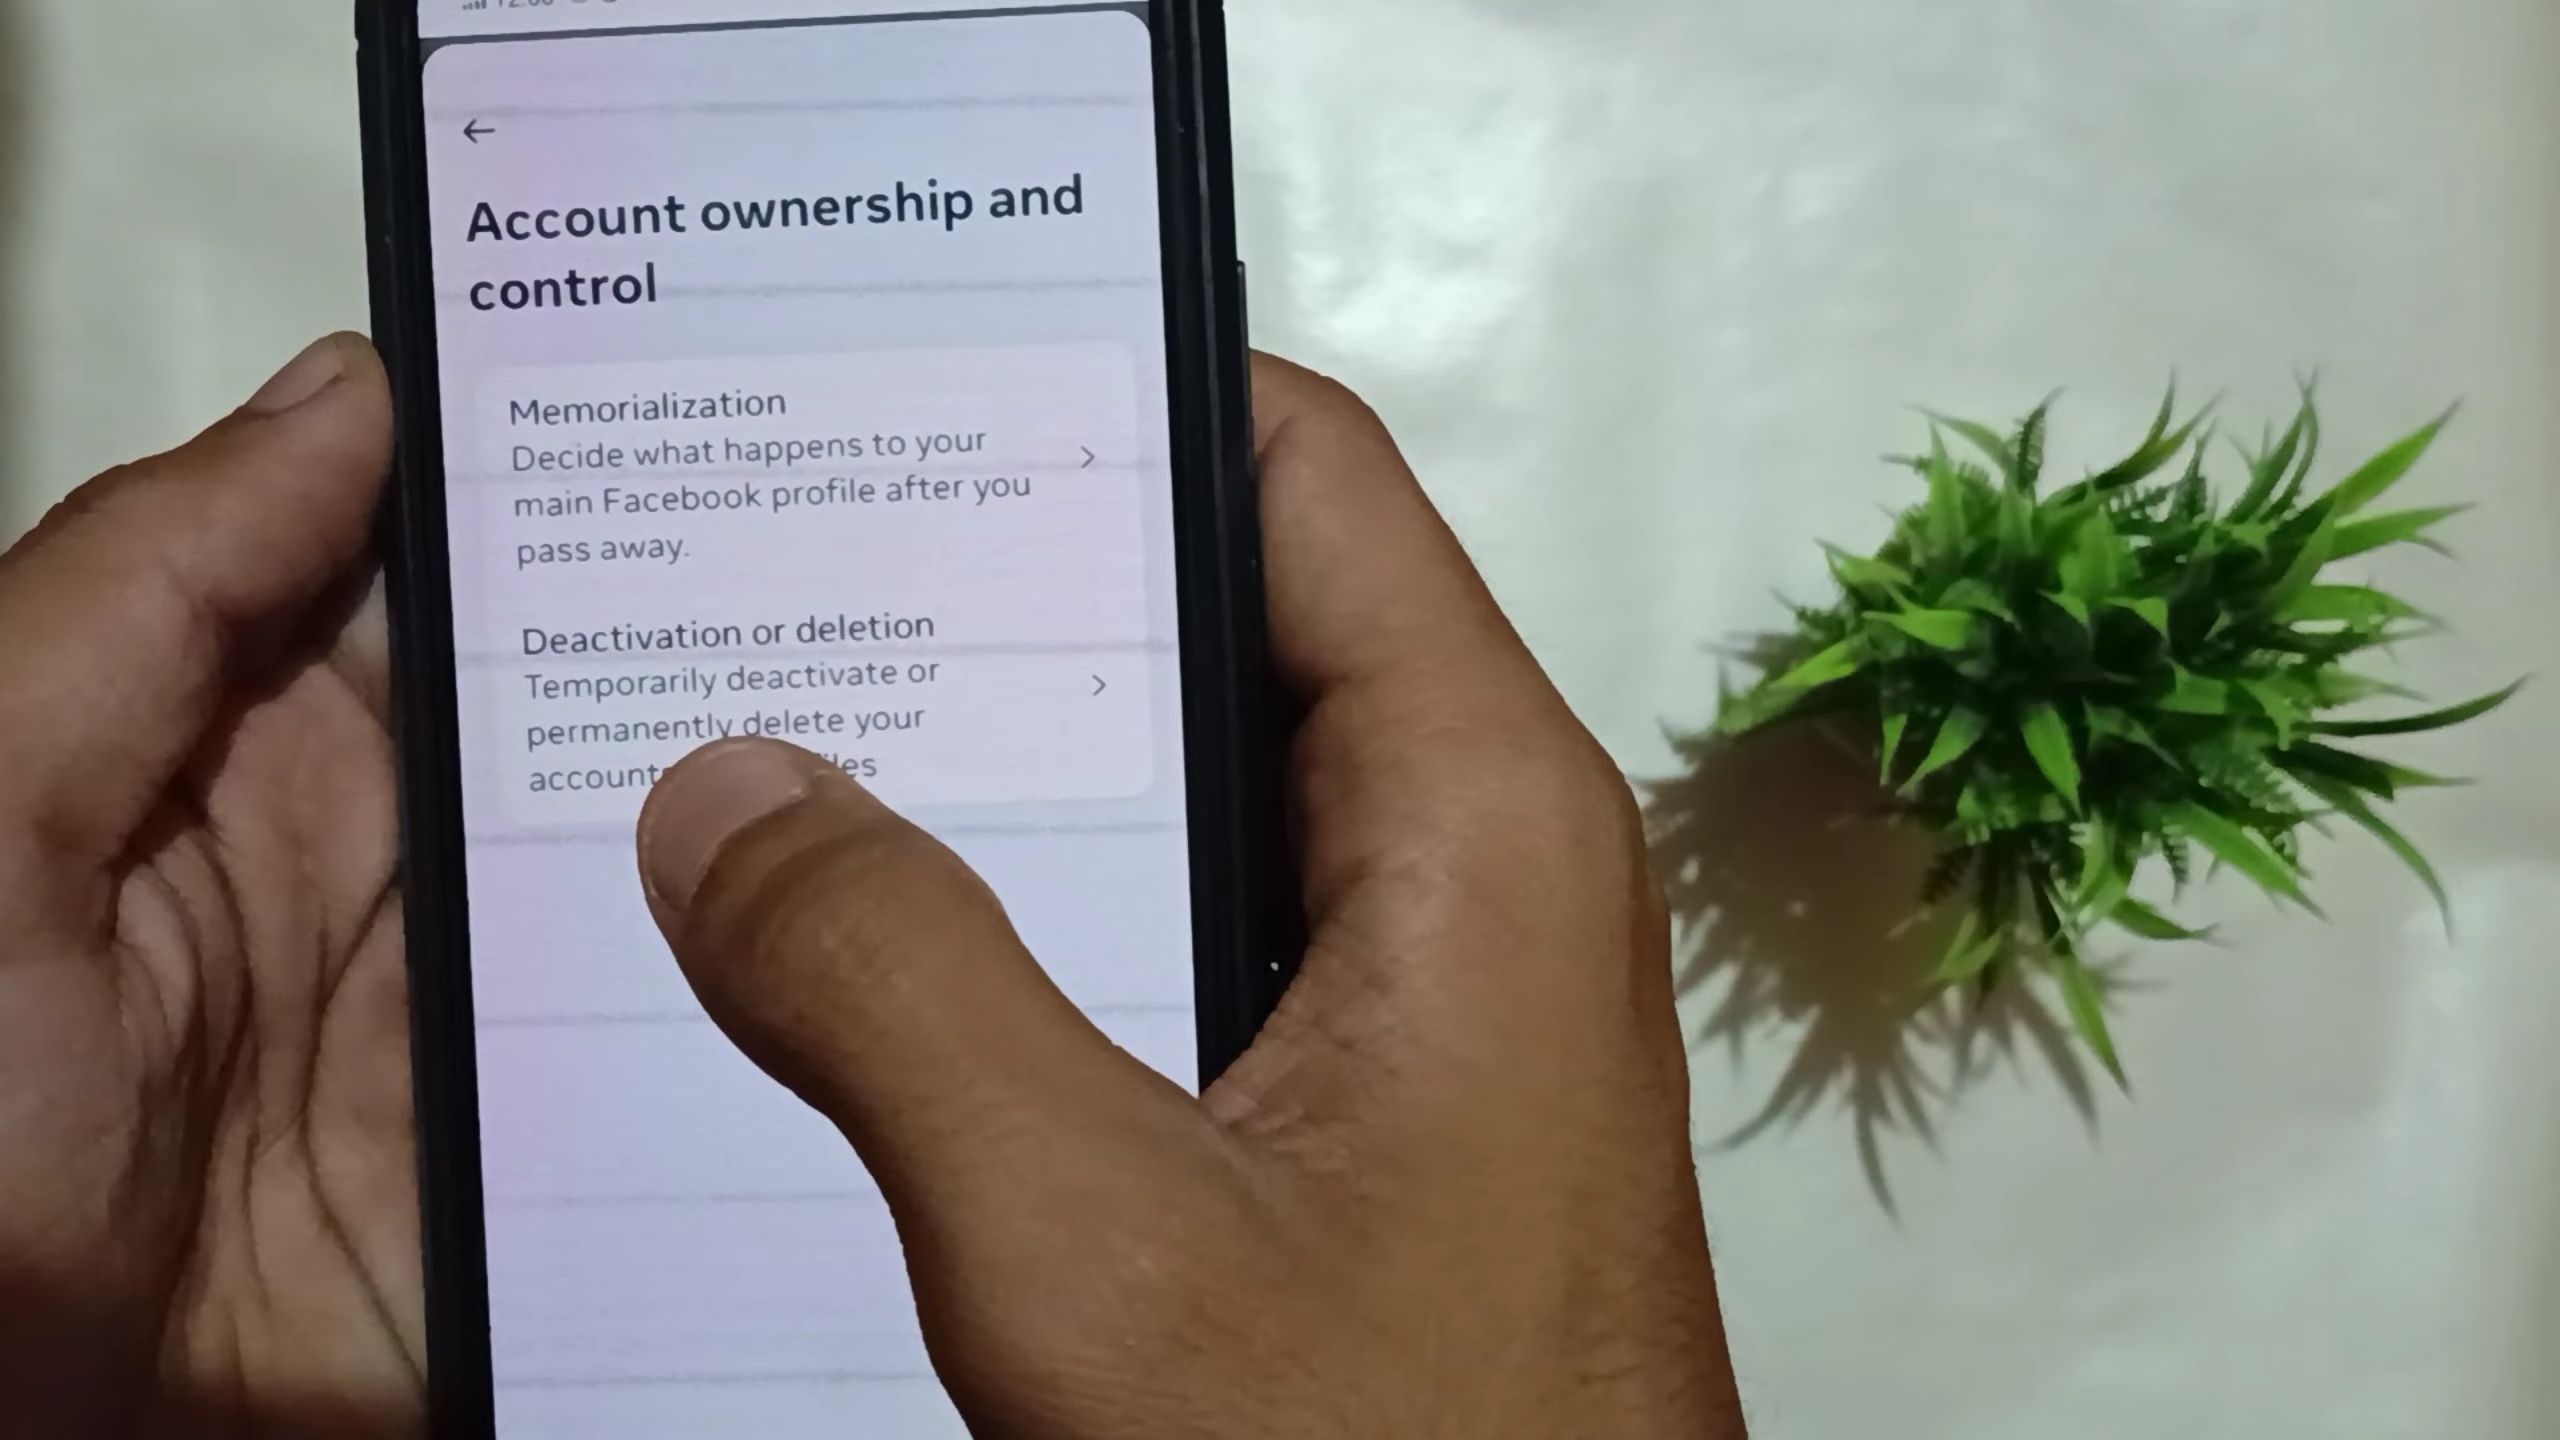 Account ownership and
control
Memorialization
Decide what happens to your
main Facebook profile after you
pass away.
Deactivation or deletion
Temporarily deactivate or
permanently delete your